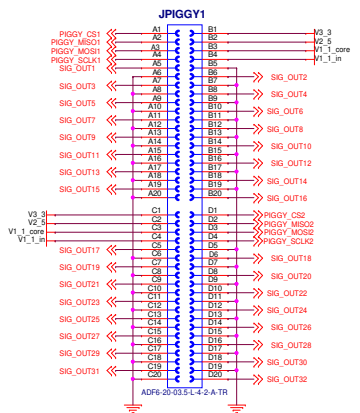 JPIGGY1
PIGGY_CS1 A1 B1 V3_3
PIGGY_MISO1 A2 B2 V2_5
PIGGY_MOSI1 A3 B3 V1_1_core
PIGGY_SCLK1 A4 B4 V1_1_in
SIG_OUT1 A5 B5
A6 B6 SIG_OUT2
SIG_OUT3 A7 B7
A8 B8 SIG_OUT4
SIG_OUT5 A9 B9
A10 B10 SIG_OUT6
SIG_OUT7 A11 B11
A12 B12 SIG_OUT8
SIG_OUT9 A13 B13
A14 B14 SIG_OUT10
SIG_OUT11 A15 B15
A16 B16 SIG_OUT12
SIG_OUT13 A17 B17
A18 B18 SIG_OUT14
SIG_OUT15 A19 B19
A20 B20 SIG_OUT16
V3_3 C1 D1 PIGGY_CS2
V2_5 C2 D2 PIGGY_MISO2
V1_1_core C3 D3 PIGGY_MOSI2
V1_1_in C4 D4 PIGGY_SCLK2
SIG_OUT17 C5 D5
C6 D6 SIG_OUT18
SIG_OUT19 C7 D7
C8 D8 SIG_OUT20
SIG_OUT21 C9 D9
C10 D10 SIG_OUT22
SIG_OUT23 C11 D11
C12 D12 SIG_OUT24
SIG_OUT25 C13 D13
C14 D14 SIG_OUT26
SIG_OUT27 C15 D15
C16 D16 SIG_OUT28
SIG_OUT29 C17 D17
C18 D18 SIG_OUT30
SIG_OUT31 C19 D19
C20 D20 SIG_OUT32
ADF6-20-03.5-L-4-2-A-TR